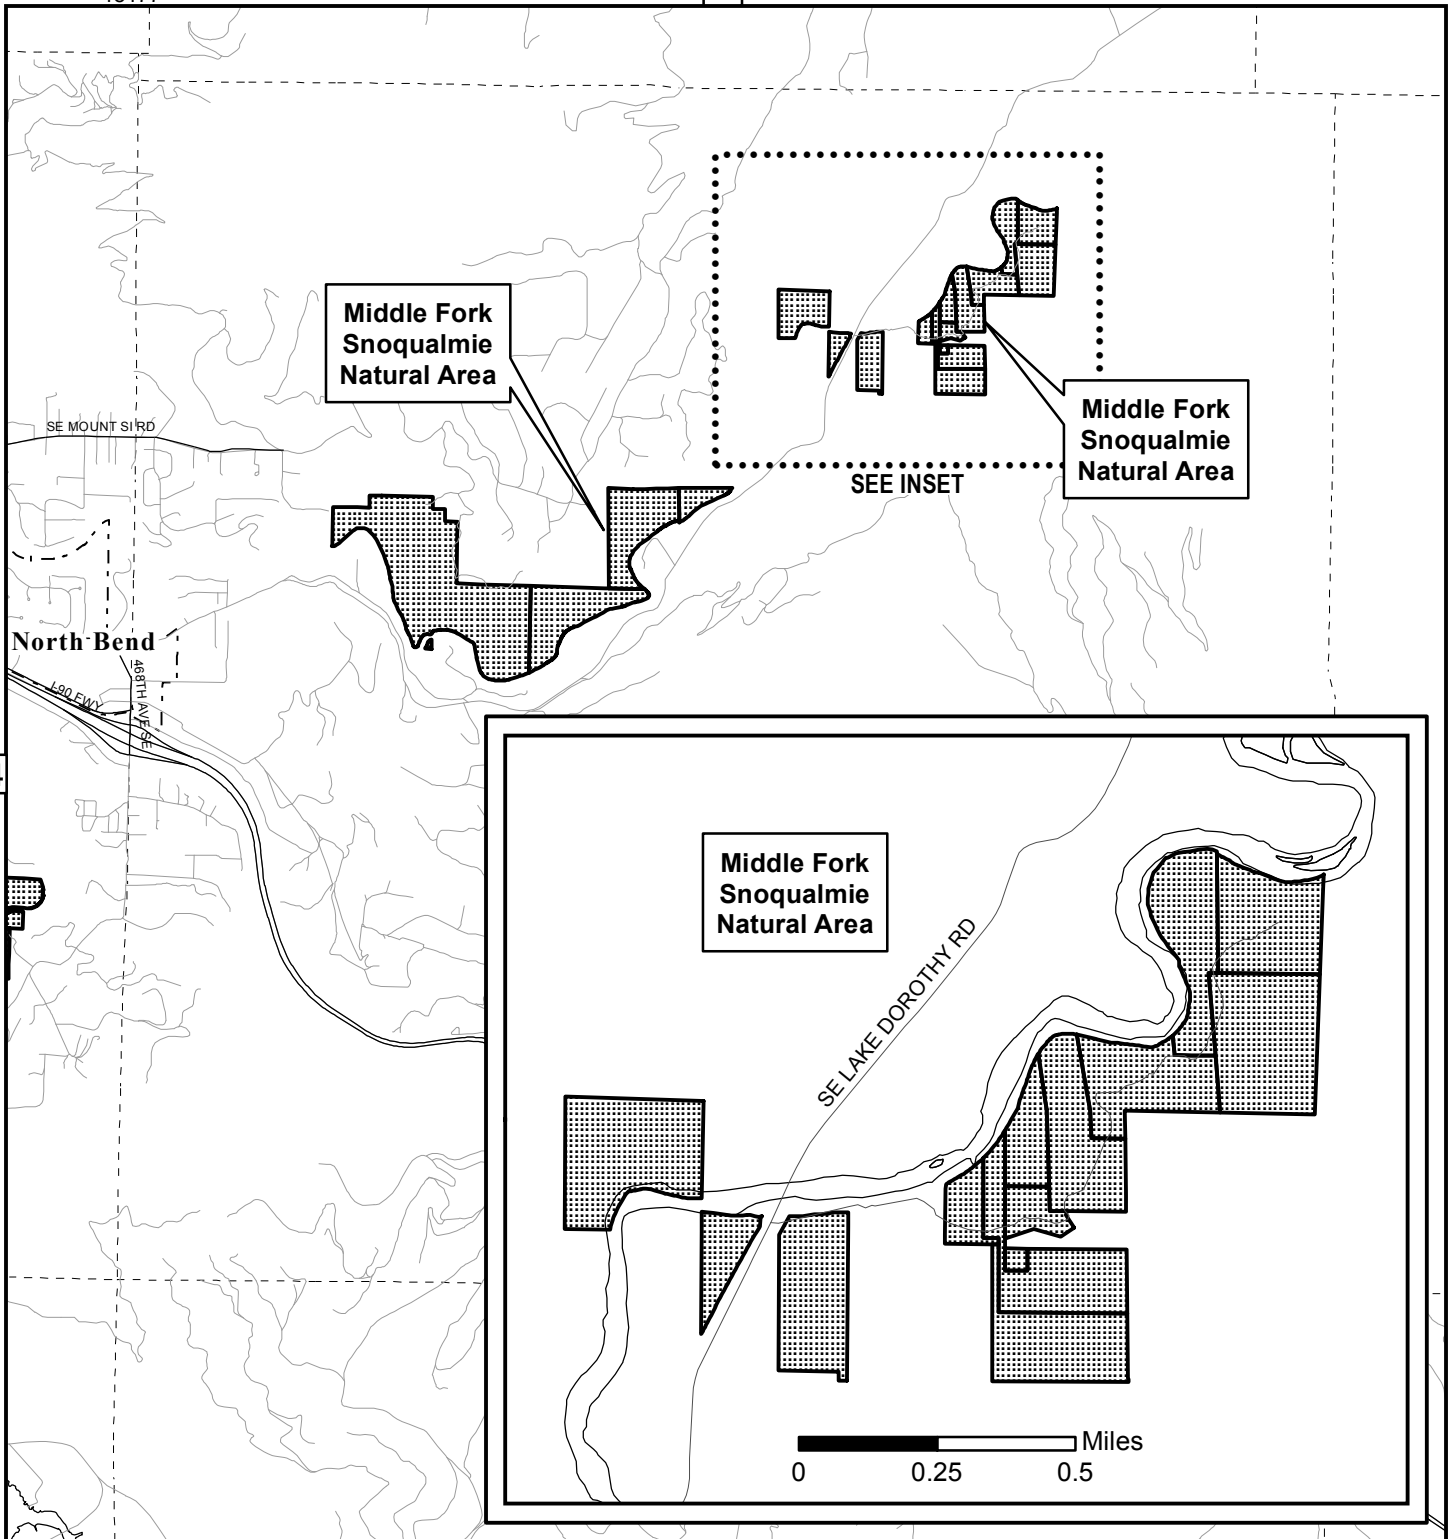 Middle Fork
Snoqualmie
Natural Area
Middle Fork
Snoqualmie
Natural Area
SE MOUNT SI RD
SEE INSET
North Bend
I-90 FWY
468TH AVE SE
Middle Fork
Snoqualmie
Natural Area
SE LAKE DOROTHY RD
Miles
0 0.25 0.5